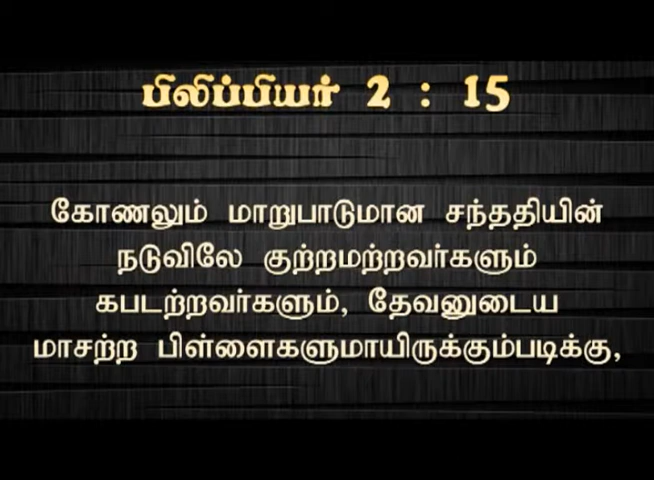 பிலிப்பியர் 2 : 15
கோணலும் மாறுபாடுமான சந்ததியின்
நடுவிலே குற்றமற்றவர்களும்
கபடற்றவர்களும், தேவனுடைய
மாசற்ற பிள்ளைகளுமாயிருக்கும்படிக்கு,